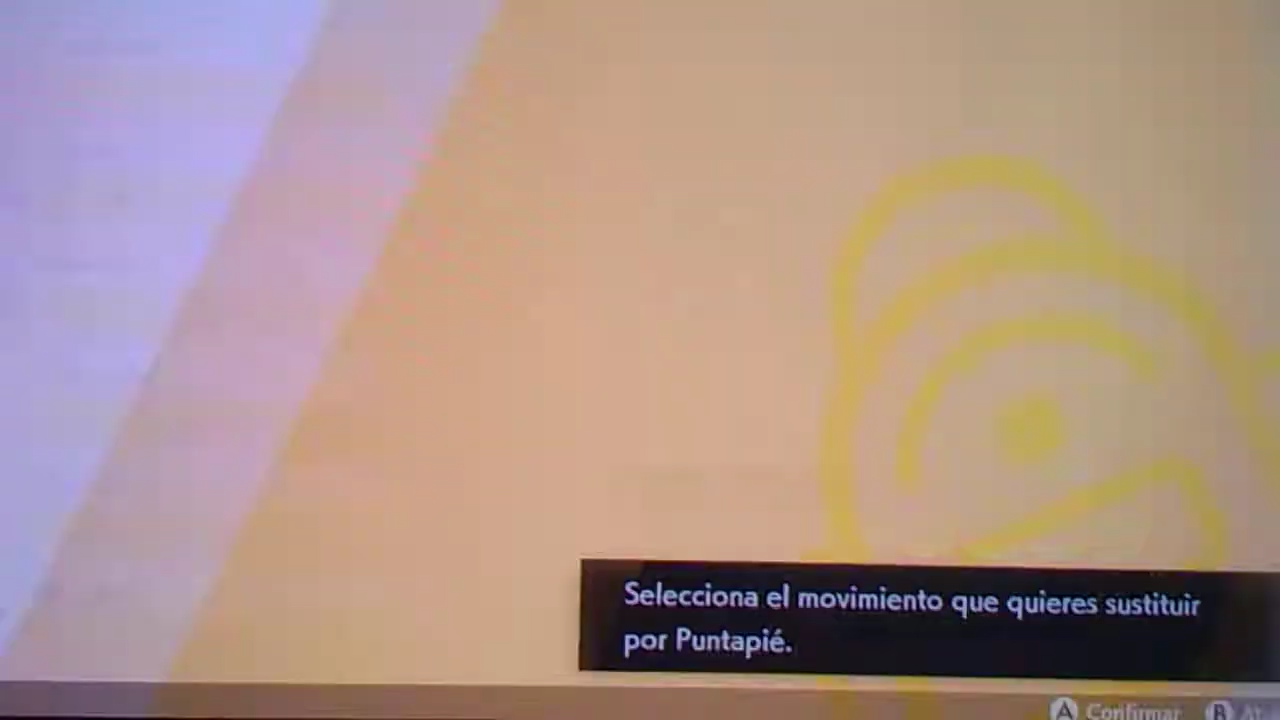 Selecciona el movimiento que quieres sustituir
por Puntapié.
A Confirmar B